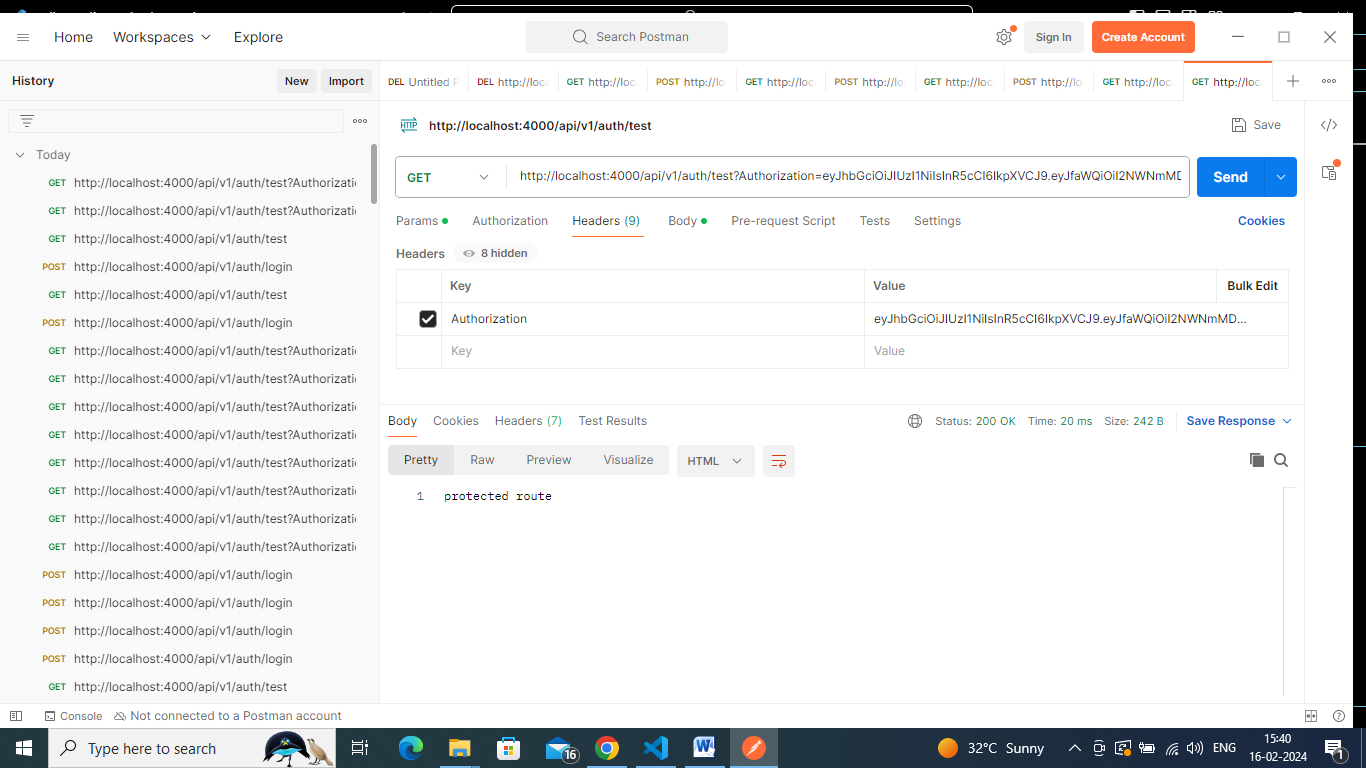 Home Workspaces Explore Search Postman Sign In Create Account
History New Import
DEL Untitled R DEL http://loc GET http://loc POST http://lo GET http://loc POST http://lo GET http://loc POST http://lo GET http://loc GET http://loc
http://localhost:4000/api/v1/auth/test Save
Today
GET http://localhost:4000/api/v1/auth/test?Authorizatio
GET http://localhost:4000/api/v1/auth/test?Authorizatio
GET http://localhost:4000/api/v1/auth/test
POST http://localhost:4000/api/v1/auth/login
GET http://localhost:4000/api/v1/auth/test
POST http://localhost:4000/api/v1/auth/login
GET http://localhost:4000/api/v1/auth/test?Authorizatio
GET http://localhost:4000/api/v1/auth/test?Authorizatio
GET http://localhost:4000/api/v1/auth/test?Authorizatio
GET http://localhost:4000/api/v1/auth/test?Authorizatio
GET http://localhost:4000/api/v1/auth/test?Authorizatio
GET http://localhost:4000/api/v1/auth/test?Authorizatio
GET http://localhost:4000/api/v1/auth/test?Authorizatio
GET http://localhost:4000/api/v1/auth/test?Authorizatio
POST http://localhost:4000/api/v1/auth/login
POST http://localhost:4000/api/v1/auth/login
POST http://localhost:4000/api/v1/auth/login
POST http://localhost:4000/api/v1/auth/login
GET http://localhost:4000/api/v1/auth/test
GET http://localhost:4000/api/v1/auth/test?Authorization=eyJhbGciOiJIUzI1NiIsInR5cCI6IkpXVCJ9.eyJfaWQiOiI2NWNmMD Send
Params Authorization Headers (9) Body Pre-request Script Tests Settings Cookies
Headers 8 hidden
Key Value Bulk Edit
Authorization eyJhbGciOiJIUzI1NiIsInR5cCI6IkpXVCJ9.eyJfaWQiOiI2NWNmMD...
Key Value
Body Cookies Headers (7) Test Results Status: 200 OK Time: 20 ms Size: 242 B Save Response
Pretty Raw Preview Visualize HTML
1 protected route
Console Not connected to a Postman account
Type here to search 16 32°C Sunny ENG 15:40
16-02-2024 1